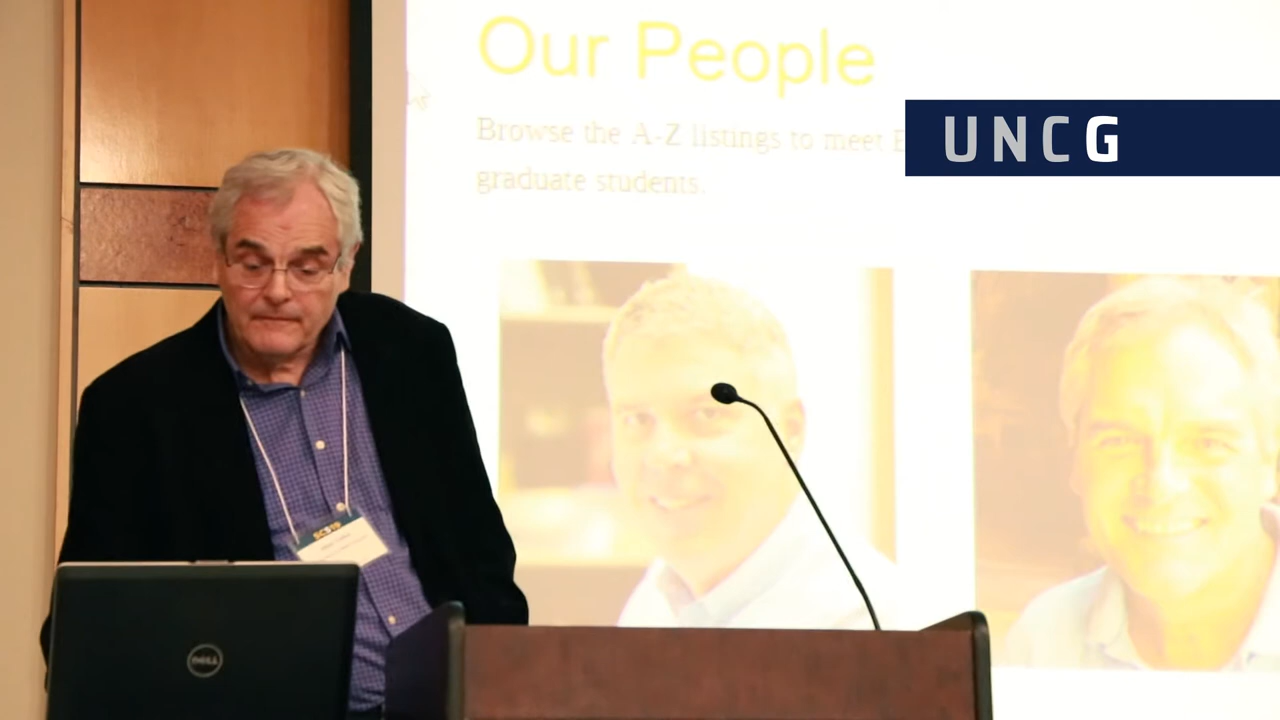 Our People
Browse the A-Z listings to meet
graduate students.
UNCG
DELL